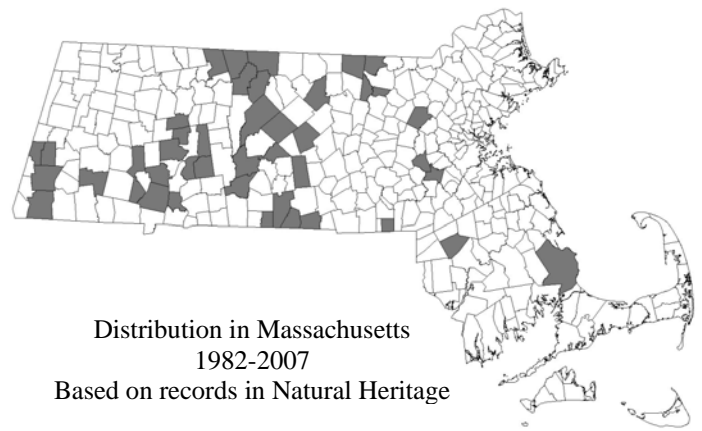 Distribution in Massachusetts
1982-2007
Based on records in Natural Heritage